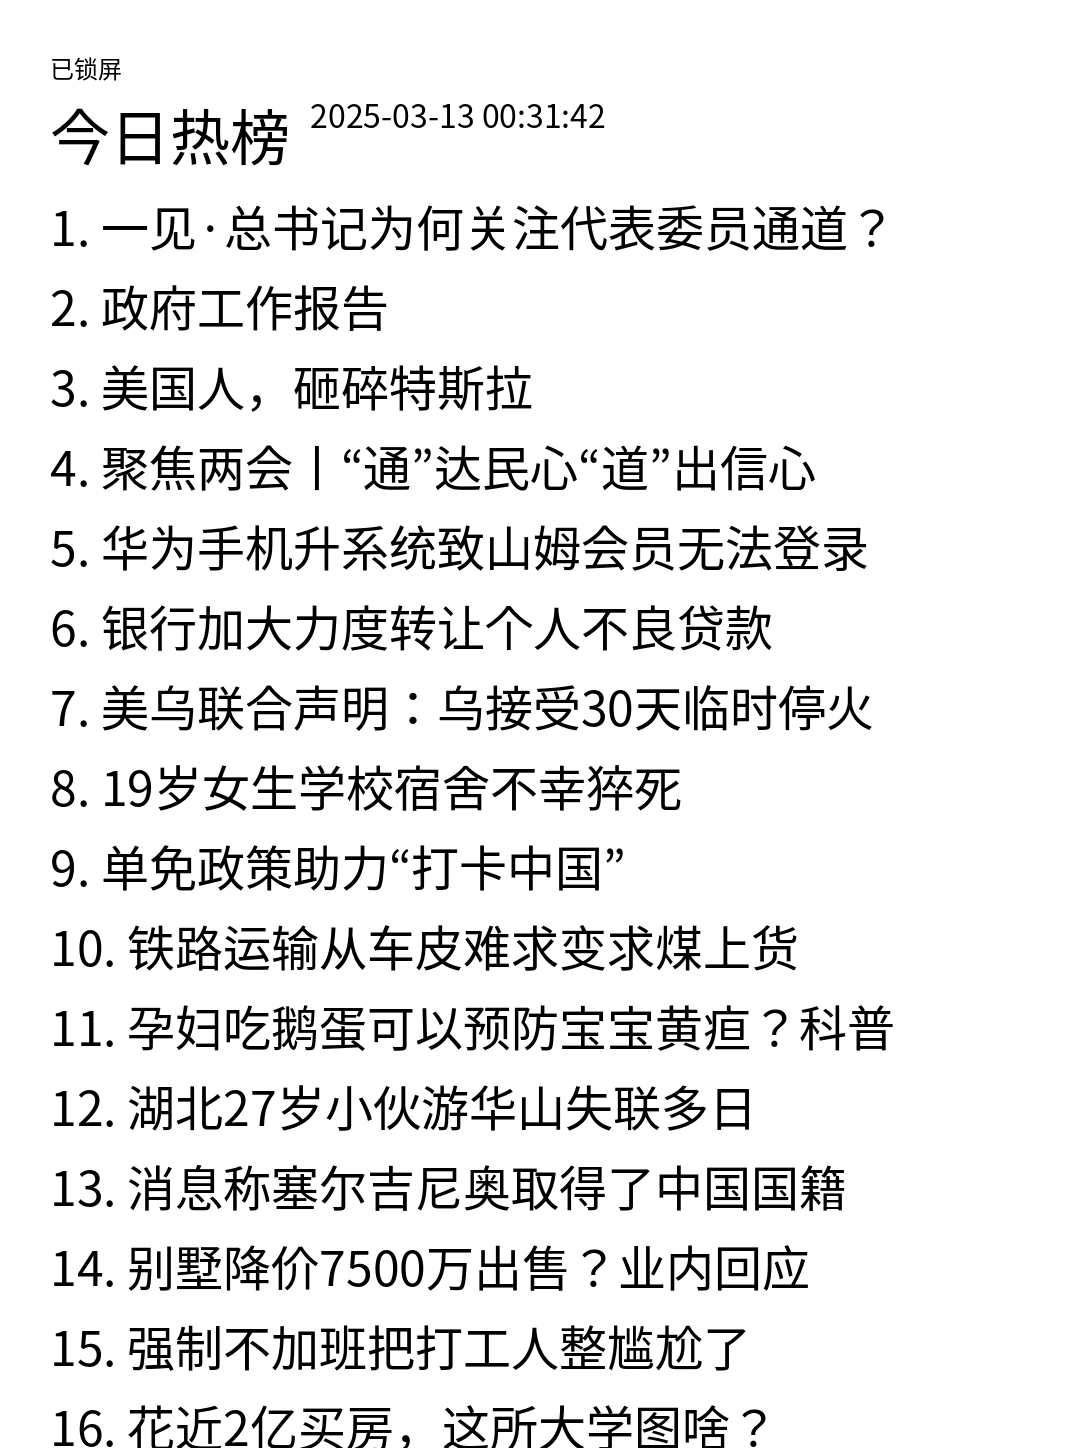 已锁屏
今日热榜 2025-03-13 00:31:42
1. 一见·总书记为何关注代表委员通道？
2. 政府工作报告
3. 美国人，砸碎特斯拉
4. 聚焦两会丨“通”达民心“道”出信心
5. 华为手机升系统致山姆会员无法登录
6. 银行加大力度转让个人不良贷款
7. 美乌联合声明：乌接受30天临时停火
8. 19岁女生学校宿舍不幸猝死
9. 单免政策助力“打卡中国”
10. 铁路运输从车皮难求变求煤上货
11. 孕妇吃鹅蛋可以预防宝宝黄疸？科普
12. 湖北27岁小伙游华山失联多日
13. 消息称塞尔吉尼奥取得了中国国籍
14. 别墅降价7500万出售？业内回应
15. 强制不加班把打工人整尴尬了
16. 花近2亿买房，这所大学图啥？